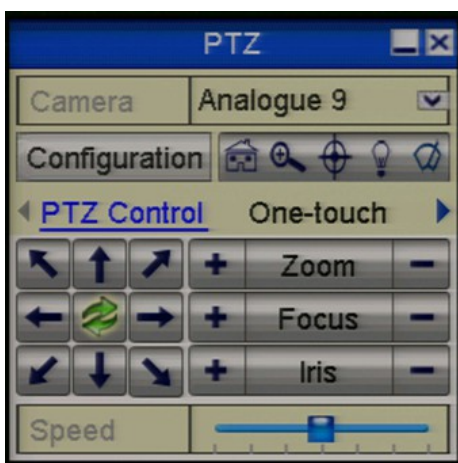 PTZ
Camera Analogue 9
Configuration
PTZ Control One-touch
+ Zoom −
+ Focus −
+ Iris −
Speed